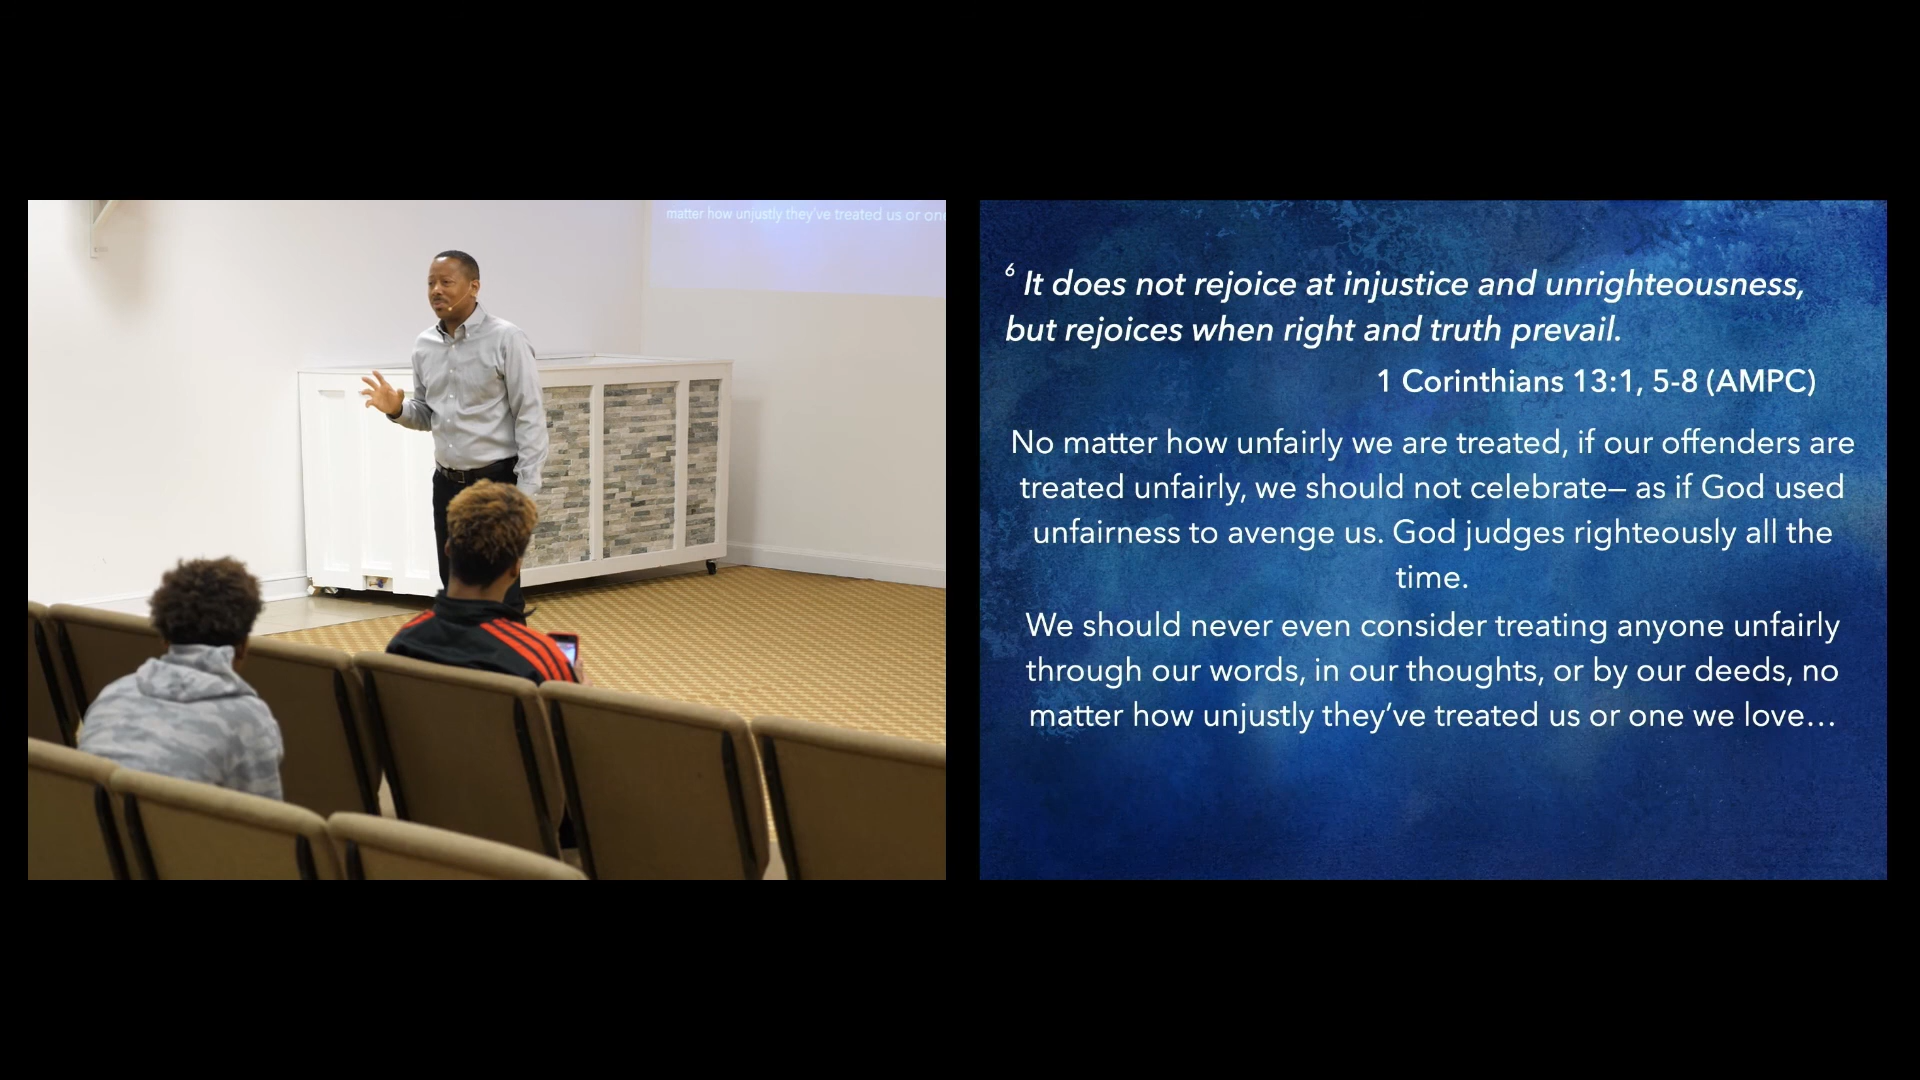 matter how unjustly they've treated us or one
6 It does not rejoice at injustice and unrighteousness,
but rejoices when right and truth prevail.
1 Corinthians 13:1, 5-8 (AMPC)
No matter how unfairly we are treated, if our offenders are
treated unfairly, we should not celebrate– as if God used
unfairness to avenge us. God judges righteously all the
time.
We should never even consider treating anyone unfairly
through our words, in our thoughts, or by our deeds, no
matter how unjustly they’ve treated us or one we love…